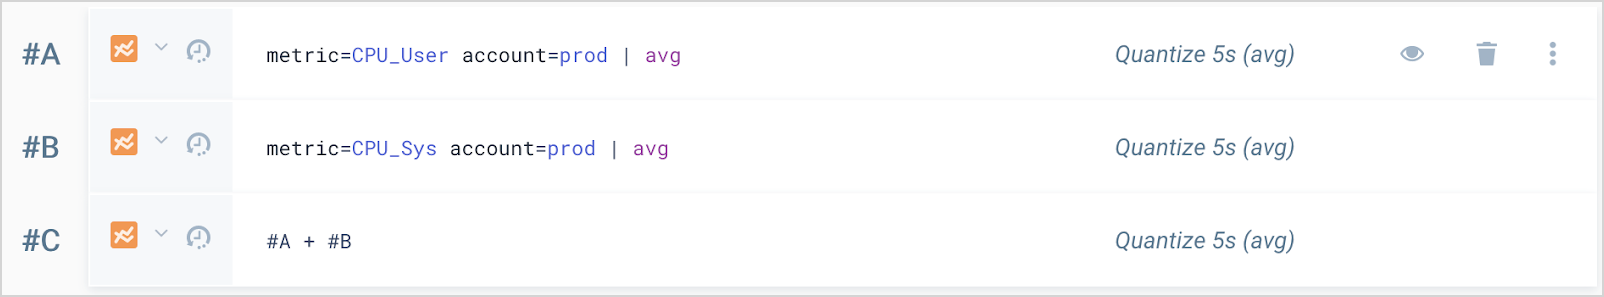 #A metric=CPU_User account=prod | avg Quantize 5s (avg)
#B metric=CPU_Sys account=prod | avg Quantize 5s (avg)
#C #A + #B Quantize 5s (avg)